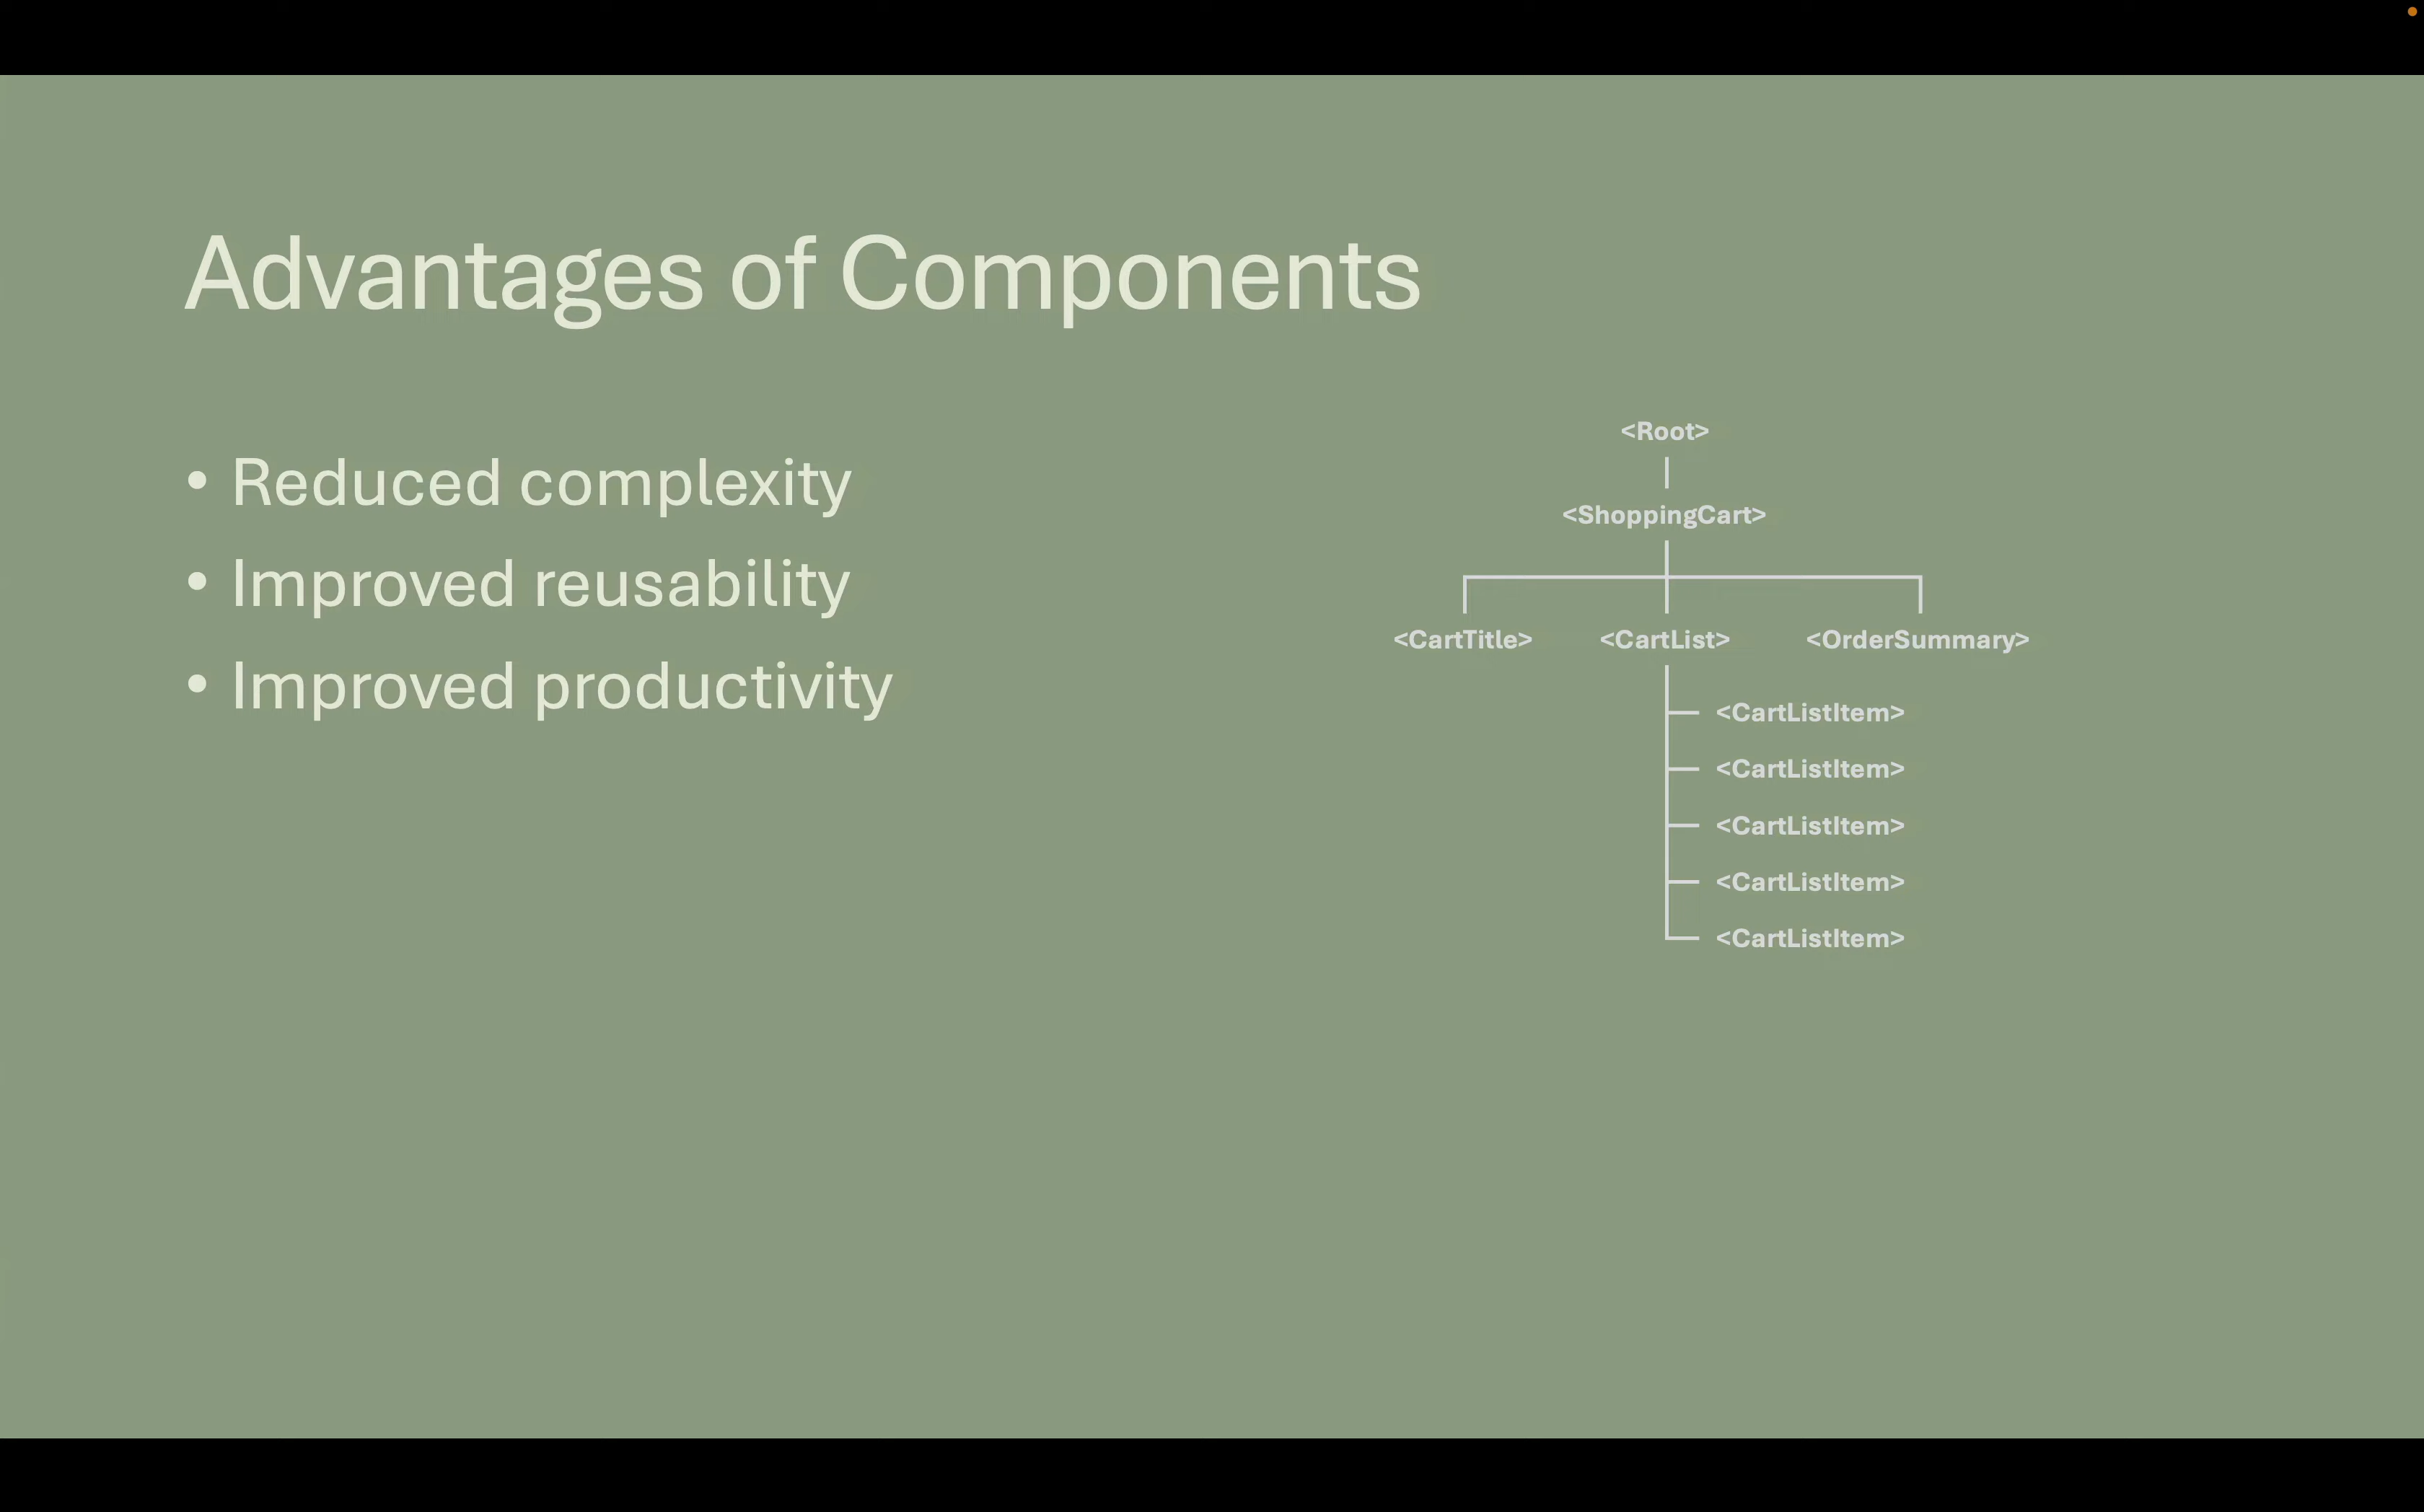 Advantages of Components
• Reduced complexity
• Improved reusability
• Improved productivity
<Root>
<ShoppingCart>
<CartTitle> <CartList> <OrderSummary>
<CartListItem>
<CartListItem>
<CartListItem>
<CartListItem>
<CartListItem>